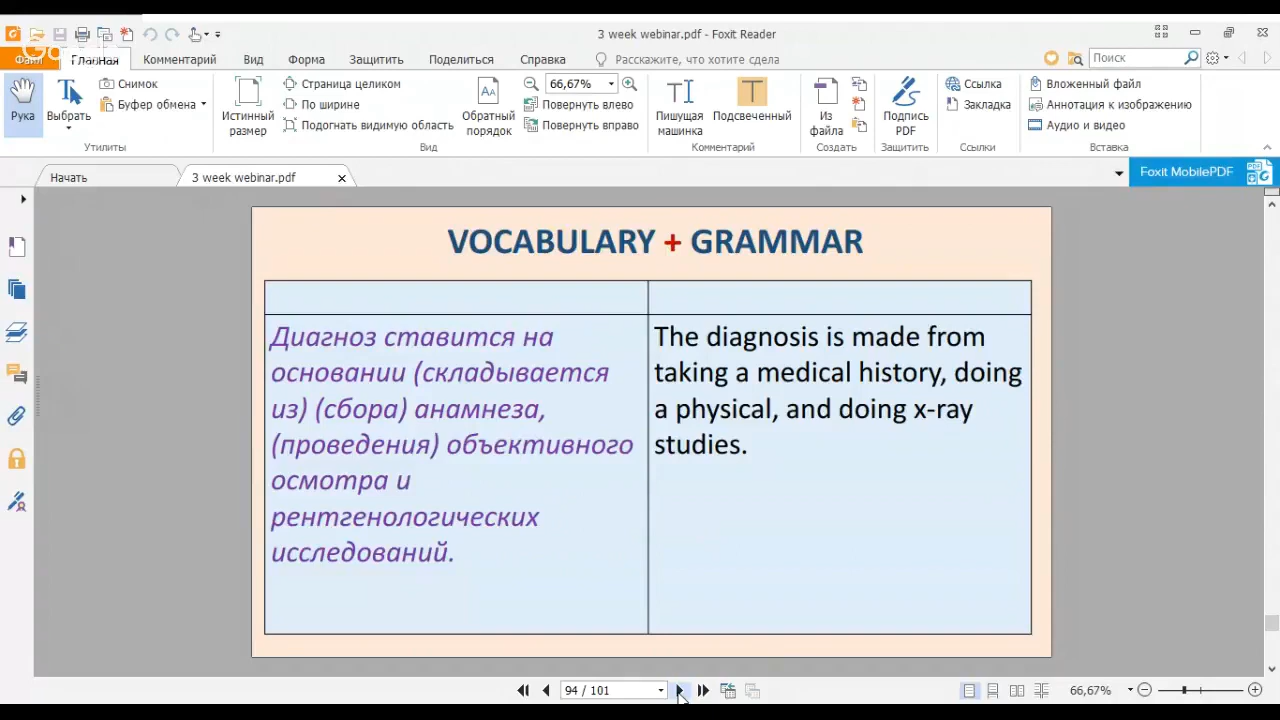 3 week webinar.pdf - Foxit Reader
Файл Главная Комментарий Вид Форма Защитить Поделиться Справка Расскажите, что хотите сделать Поиск
Рука
Выбрать
Снимок
Буфер обмена
Утилиты
Истинный размер
Страница целиком
По ширине
Подогнать видимую область
Обратный порядок
66,67%
Повернуть влево
Повернуть вправо
Вид
Пишущая машинка
Подсвеченный
Комментарий
Из файла
Создать
Подпись PDF
Защитить
Ссылка
Закладка
Ссылки
Вложенный файл
Аннотация к изображению
Аудио и видео
Вставка
Начать
3 week webinar.pdf
Foxit MobilePDF
VOCABULARY + GRAMMAR
Диагноз ставится на
основании (складывается
из) (сбора) анамнеза,
(проведения) объективного
осмотра и
рентгенологических
исследований.
The diagnosis is made from
taking a medical history, doing
a physical, and doing x-ray
studies.
94 / 101
66,67%